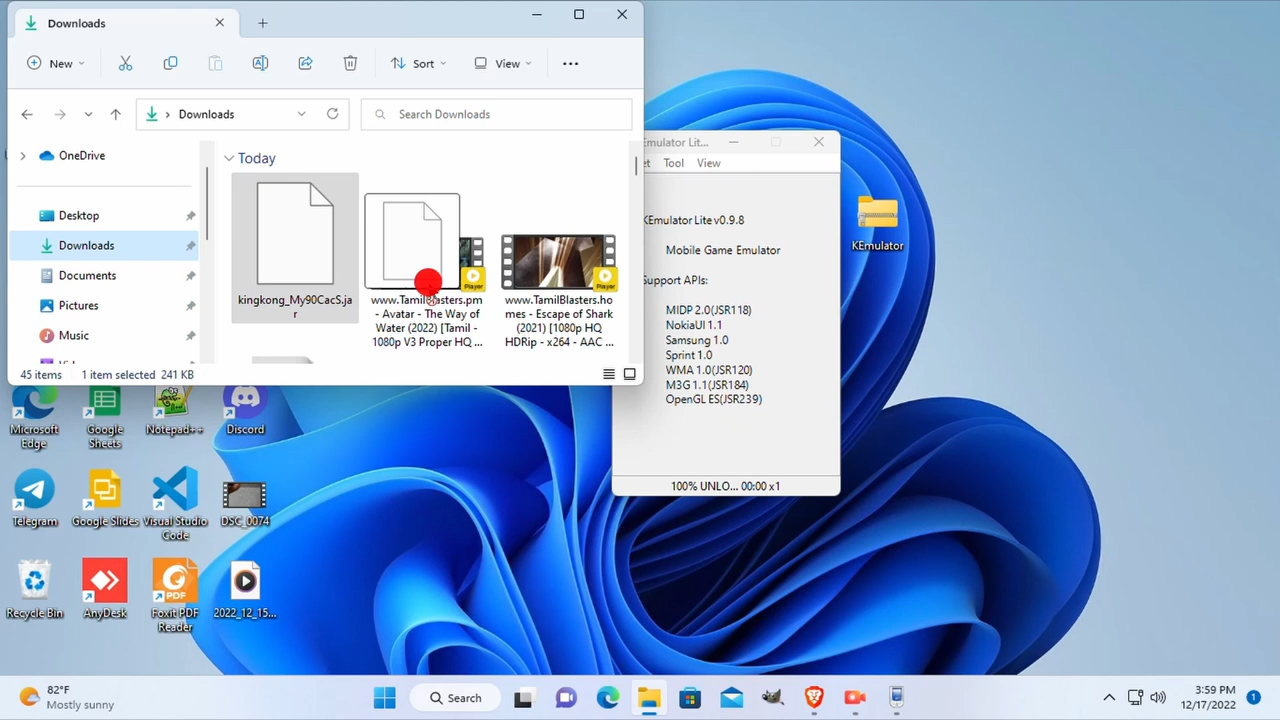 Downloads
New
Sort
View
Downloads
Search Downloads
OneDrive
Desktop
Downloads
Documents
Pictures
Music
Today
kingkong_My90CacS.ja
r
www.TamilBlasters.pm
- Avatar - The Way of
Water (2022) [Tamil -
1080p V3 Proper HQ ...
Player
www.TamilBlasters.ho
mes - Escape of Shark
(2021) [1080p HQ
HDRip - x264 - AAC ...
Player
45 items
1 item selected 241 KB
Emulator Lit...
et
Tool
View
KEmulator Lite v0.9.8
Mobile Game Emulator
Support APIs:
MIDP 2.0(JSR118)
NokiaUI 1.1
Samsung 1.0
Sprint 1.0
WMA 1.0(JSR120)
M3G 1.1(JSR184)
OpenGL ES(JSR239)
100% UNLO... 00:00 x1
KEmulator
Microsoft
Edge
Google
Sheets
Notepad++
Discord
Telegram
Google Slides
Visual Studio
Code
DSC_0074
Recycle Bin
AnyDesk
PDF
Foxit PDF
Reader
2022_12_15...
82°F
Mostly sunny
Search
3:59 PM
12/17/2022
1